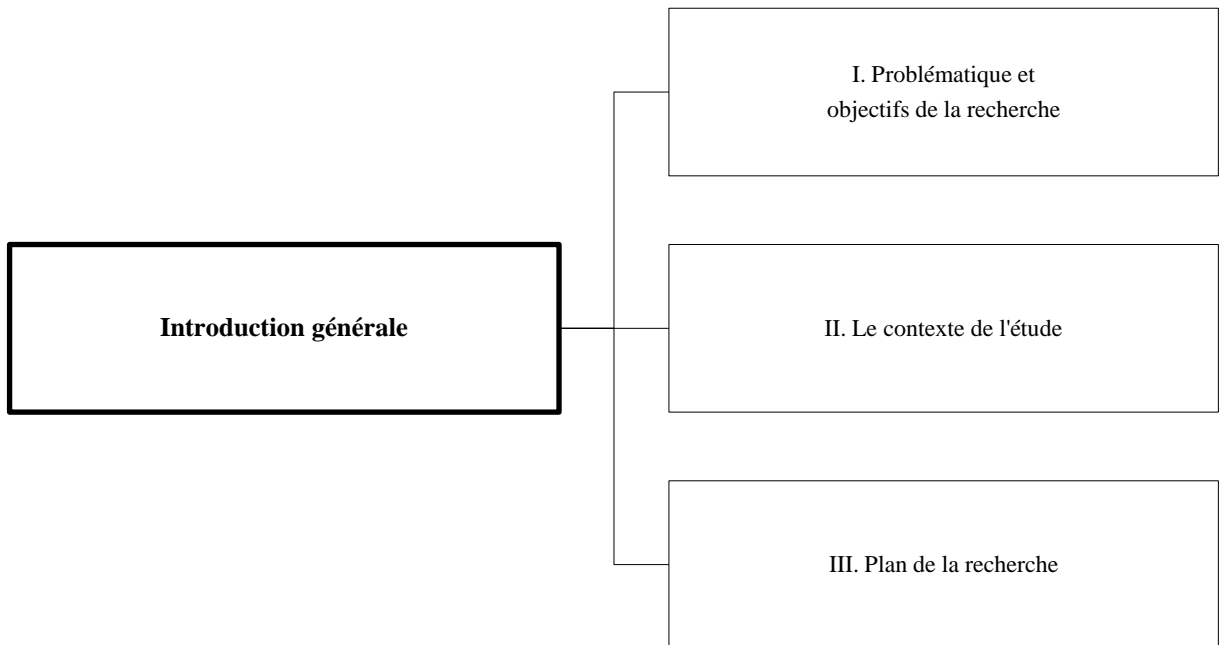 I. Problématique et
objectifs de la recherche
Introduction générale
II. Le contexte de l'étude
III. Plan de la recherche